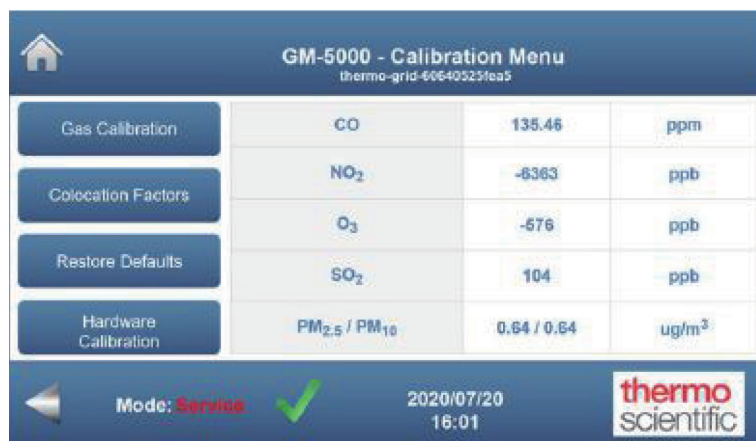 GM-5000 - Calibration Menu
thermo-grid-60640525fea5
Gas Calibration
CO 135.46 ppm
NO₂ -6363 ppb
Colocation Factors
O₃ -576 ppb
Restore Defaults
SO₂ 104 ppb
Hardware
Calibration
PM₂.₅ / PM₁₀ 0.64 / 0.64 ug/m³
Mode: Service
2020/07/20
16:01
thermo
scientific